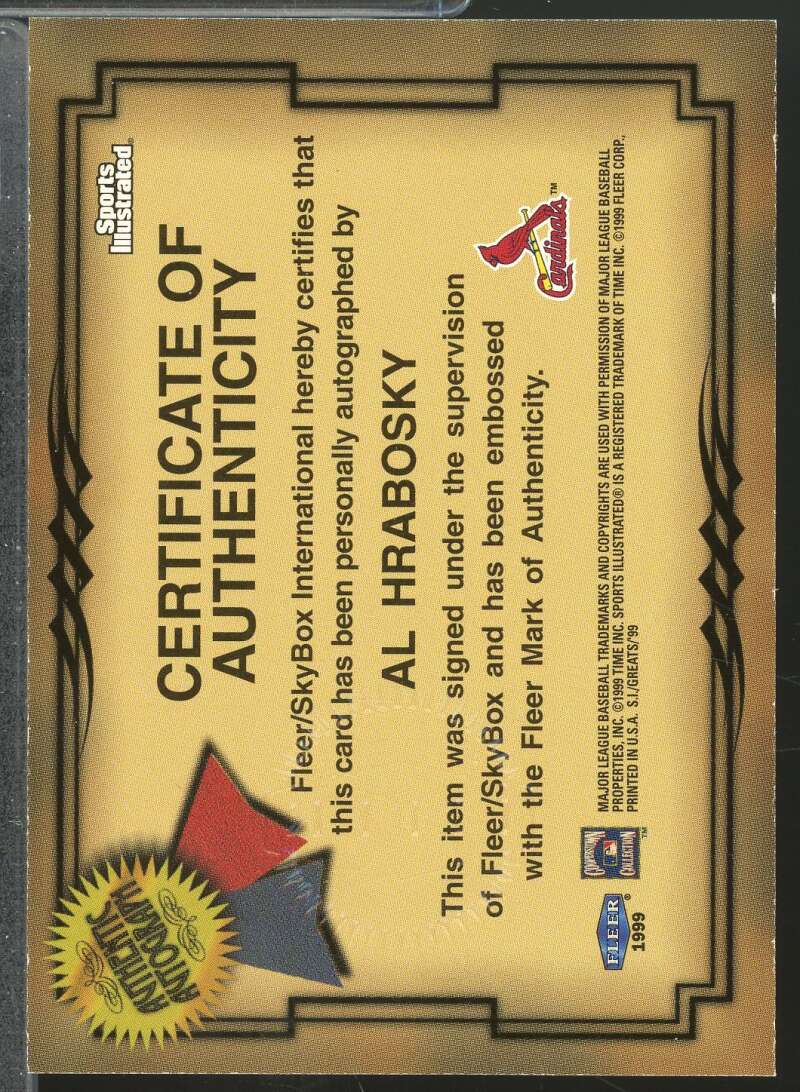 Sports
Illustrated®
AUTHENTIC
AUTOGRAPH
CERTIFICATE OF
AUTHENTICITY
Fleer/SkyBox International hereby certifies that
this card has been personally autographed by
AL HRABOSKY
This item was signed under the supervision
of Fleer/SkyBox and has been embossed
with the Fleer Mark of Authenticity.
Cardinals™
FLEER®
1999
COOPERSTOWN
COLLECTION™
MAJOR LEAGUE BASEBALL TRADEMARKS AND COPYRIGHTS ARE USED WITH PERMISSION OF MAJOR LEAGUE BASEBALL
PROPERTIES, INC. ©1999 TIME INC. SPORTS ILLUSTRATED® IS A REGISTERED TRADEMARK OF TIME INC. ©1999 FLEER CORP.,
PRINTED IN U.S.A. S.I./GREATS/'99